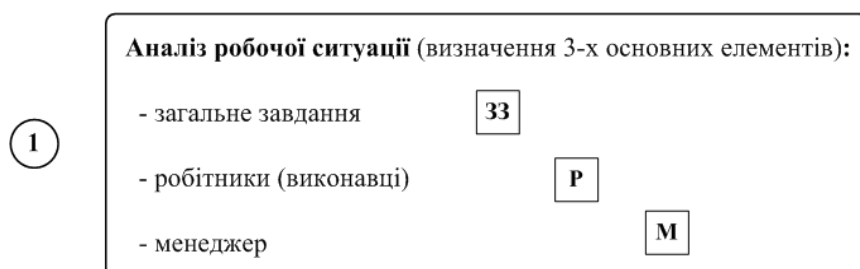 Аналіз робочої ситуації (визначення 3-х основних елементів):
- загальне завдання ЗЗ
1
- робітники (виконавці) Р
- менеджер М